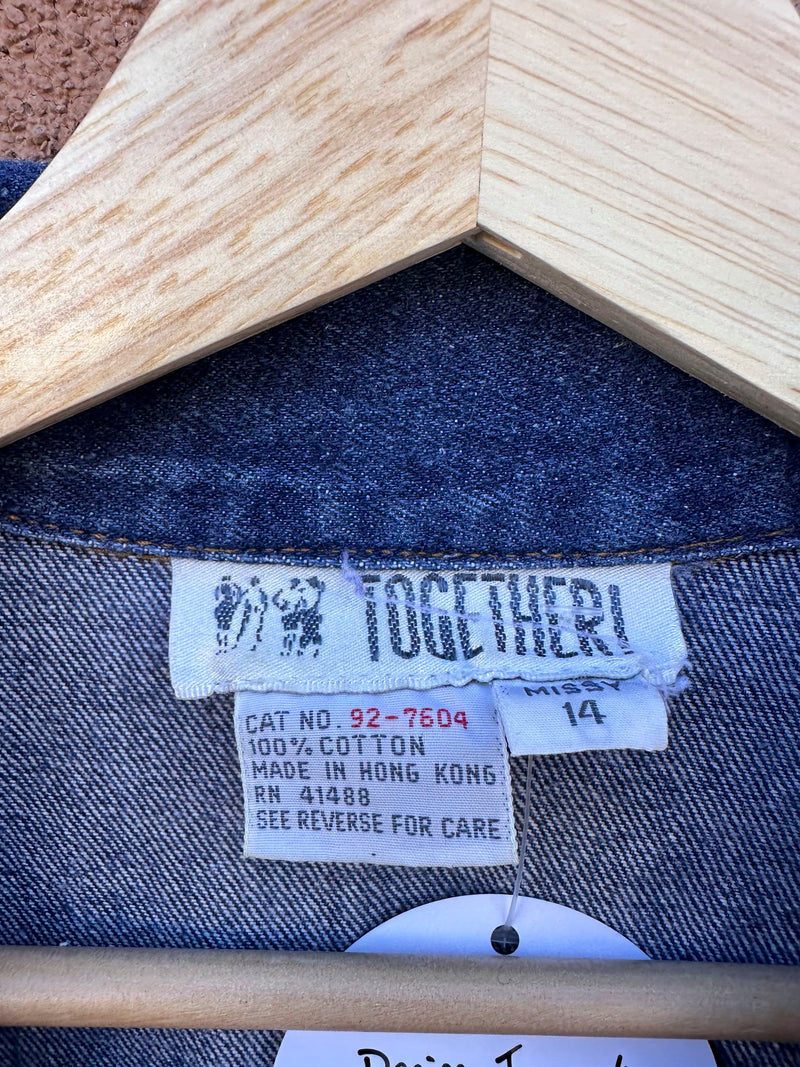 TOGETHER!
MISSY
14
CAT NO. 92-7604
100% COTTON
MADE IN HONG KONG
RN 41488
SEE REVERSE FOR CARE